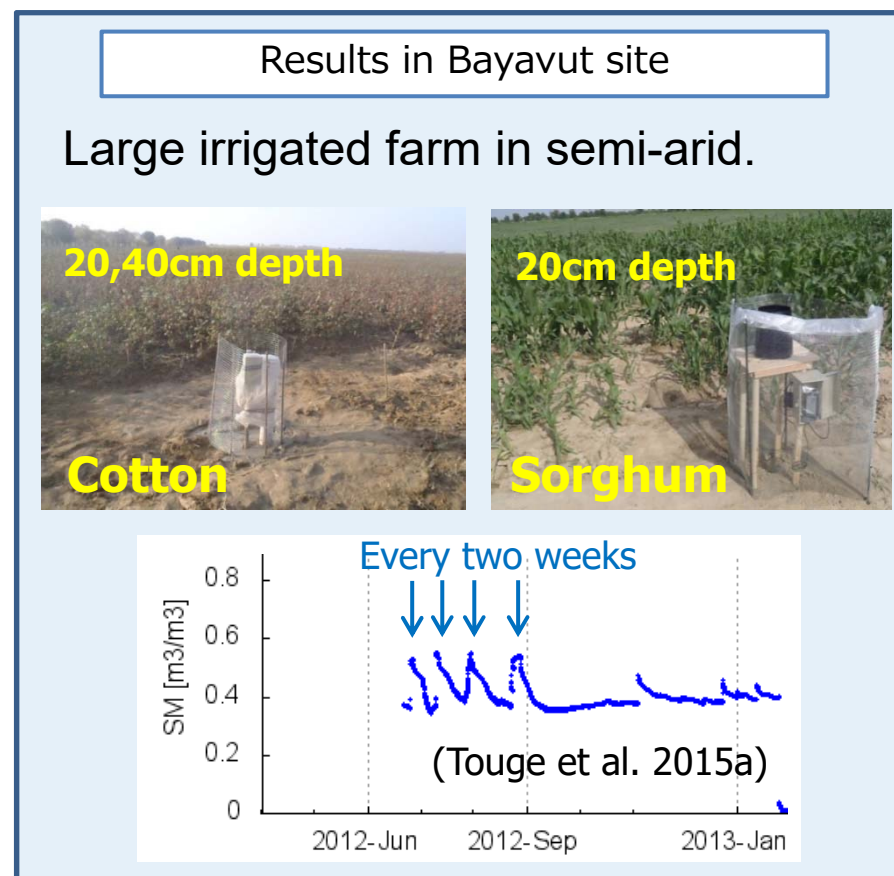 Results in Bayavut site
Large irrigated farm in semi-arid.
20,40cm depth
Cotton
20cm depth
Sorghum
Every two weeks
SM [m3/m3]
0.8
0.6
0.4
0.2
0
(Touge et al. 2015a)
2012-Jun 2012-Sep 2013-Jan